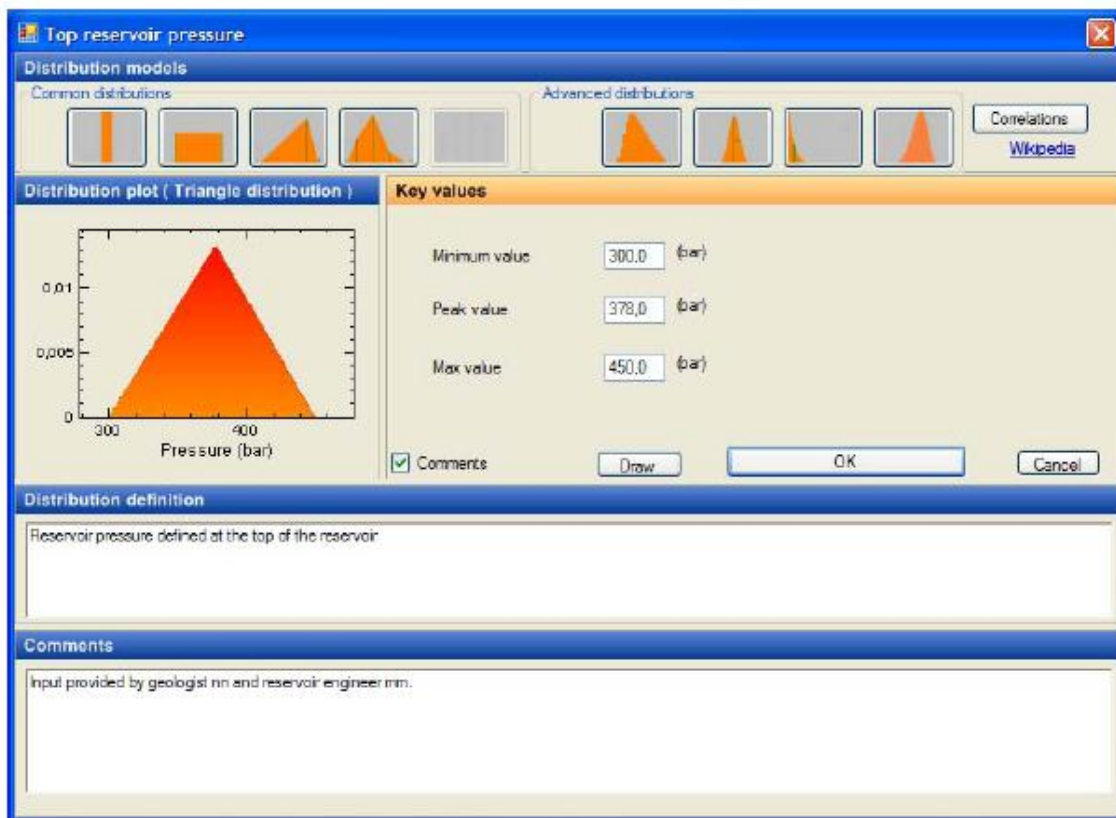 Top reservoir pressure
Distribution models
Common distributions
Advanced distributions
Correlations
Wikipedia
Distribution plot ( Triangle distribution )
Key values
0,01
0,005
0
300
400
Pressure (bar)
Minimum value 300.0 (bar)
Peak value 378,0 (bar)
Max value 450.0 (bar)
Comments
Draw
OK
Cancel
Distribution definition
Reservoir pressure defined at the top of the reservoir
Comments
Input provided by geologist nn and reservoir engineer mm.